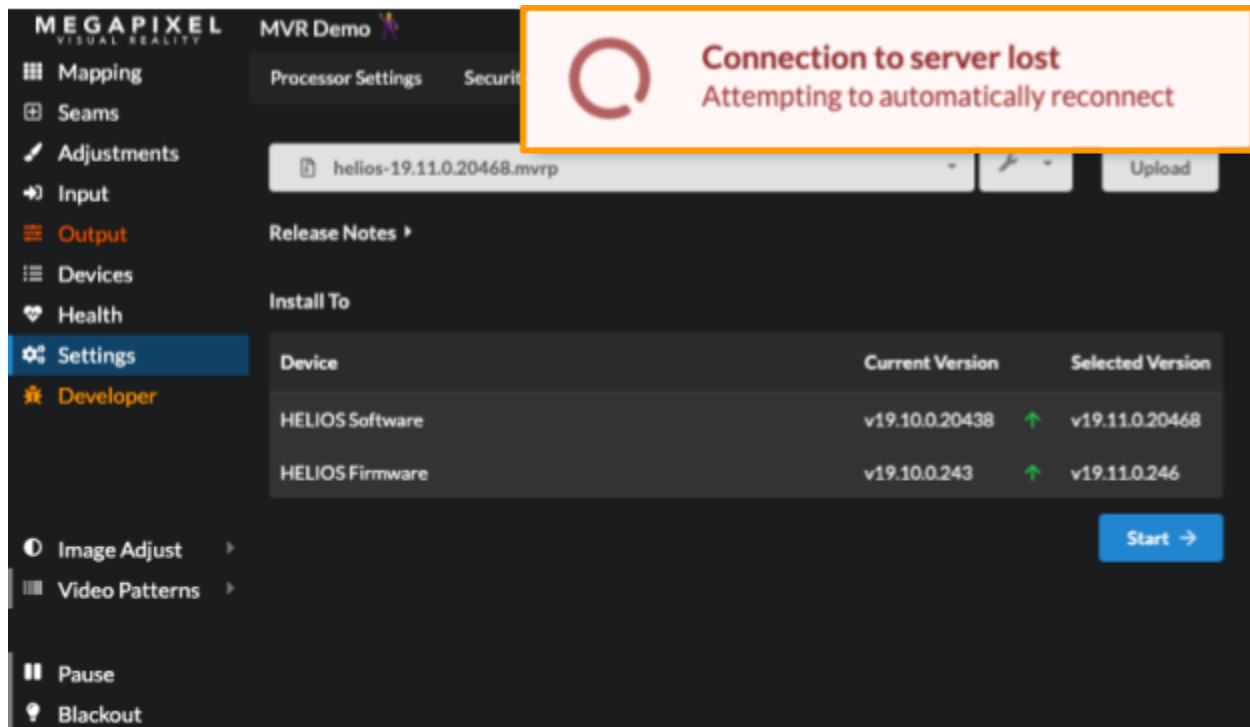 MEGAPIXEL
VISUAL REALITY
MVR Demo
Connection to server lost
Attempting to automatically reconnect
Mapping
Seams
Adjustments
Input
Output
Devices
Health
Settings
Developer
Image Adjust
Video Patterns
Pause
Blackout
Processor Settings Securit
helios-19.11.0.20468.mvrp Upload
Release Notes
Install To
Device Current Version Selected Version
HELIOS Software v19.10.0.20438 v19.11.0.20468
HELIOS Firmware v19.10.0.243 v19.11.0.246
Start →